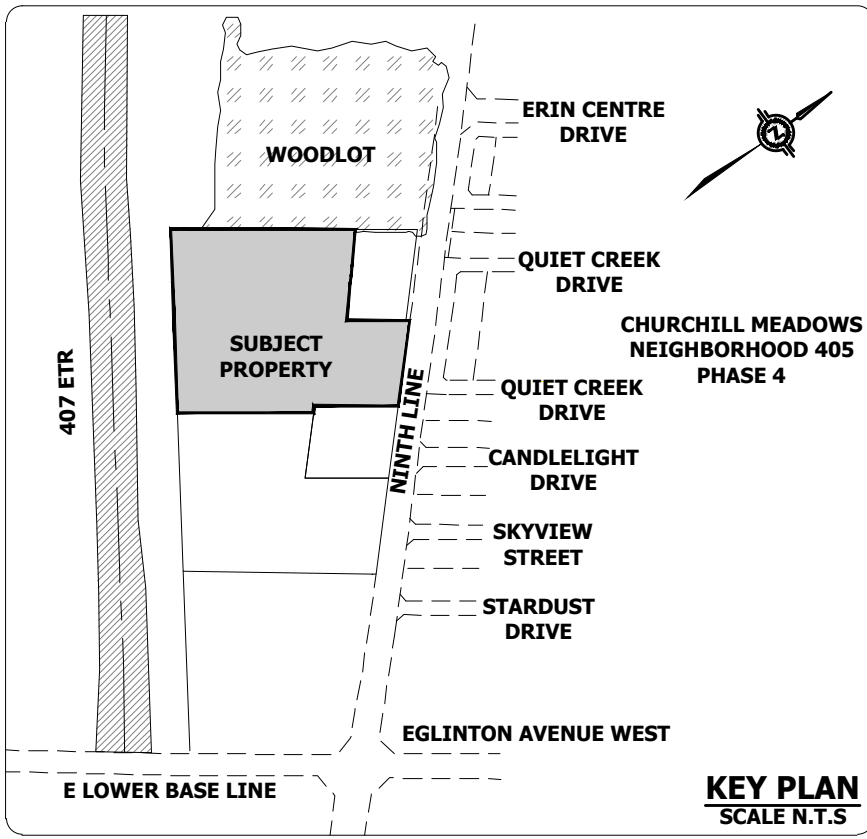 ERIN CENTRE
DRIVE
WOODLOT
QUIET CREEK
DRIVE
CHURCHILL MEADOWS
NEIGHBORHOOD 405
PHASE 4
SUBJECT
PROPERTY
407 ETR
NINTH LINE
QUIET CREEK
DRIVE
CANDLELIGHT
DRIVE
SKYVIEW
STREET
STARDUST
DRIVE
EGLINTON AVENUE WEST
E LOWER BASE LINE
KEY PLAN
SCALE N.T.S